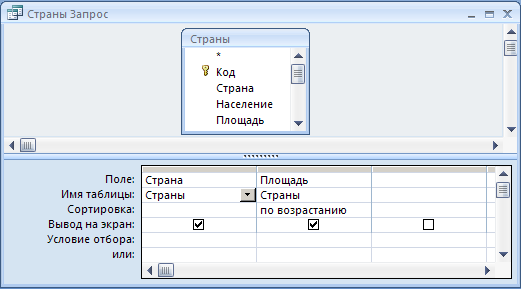 Страны Запрос
Страны
*
Код
Страна
Население
Площадь
Поле: Страна Площадь
Имя таблицы: Страны Страны
Сортировка: по возрастанию
Вывод на экран:
Условие отбора:
или: